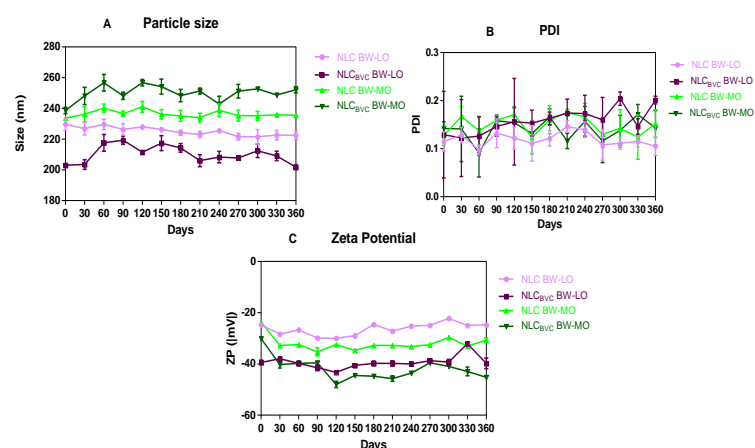 A Particle size
280
260
240
220
200
180
Size (nm)
0 30 60 90 120 150 180 210 240 270 300 330 360
Days
NLC BW-LO
NLCBVC BW-LO
NLC BW-MO
NLCBVC BW-MO
B PDI
0.3
0.2
0.1
0.0
PDI
0 30 60 90 120 150 180 210 240 270 300 330 360
Days
NLC BW-LO
NLCBVC BW-LO
NLC BW-MO
NLCBVC BW-MO
C Zeta Potential
0
-20
-40
-60
ZP (|mV|)
0 30 60 90 120 150 180 210 240 270 300 330 360
Days
NLC BW-LO
NLCBVC BW-LO
NLC BW-MO
NLCBVC BW-MO